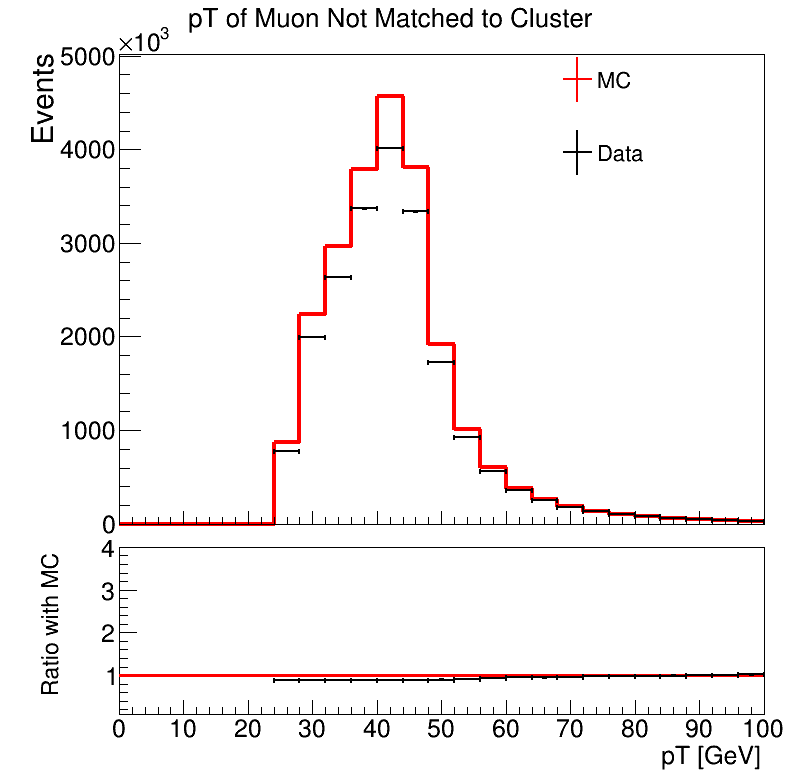 pT of Muon Not Matched to Cluster
×10³
Events
5000
4000
3000
2000
1000
0
MC
Data
Ratio with MC
4
3
2
1
0 10 20 30 40 50 60 70 80 90 100
pT [GeV]